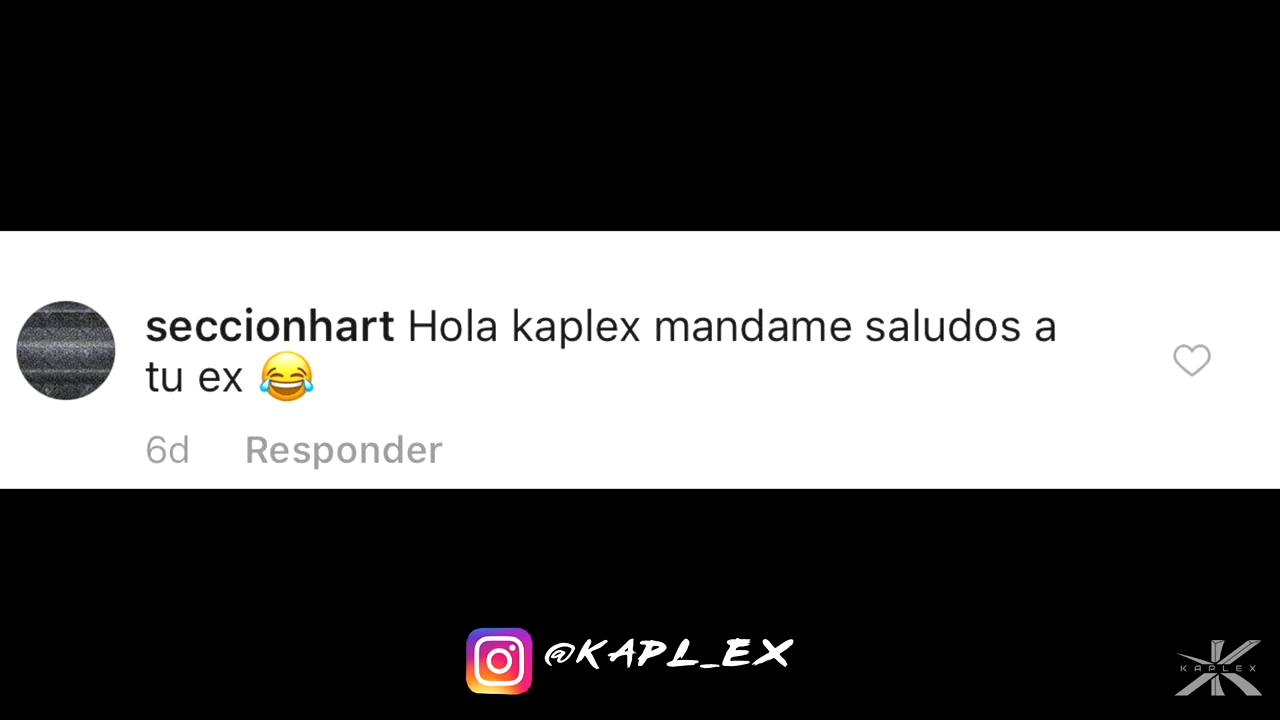 seccionhart Hola kaplex mandame saludos a
tu ex 😂
6d Responder
@KAPL_EX
KAPLEX